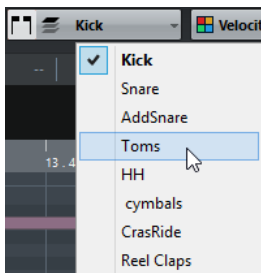 Kick Velocit
--
Kick
Snare
AddSnare
Toms
13.4
HH
cymbals
CrasRide
Reel Claps